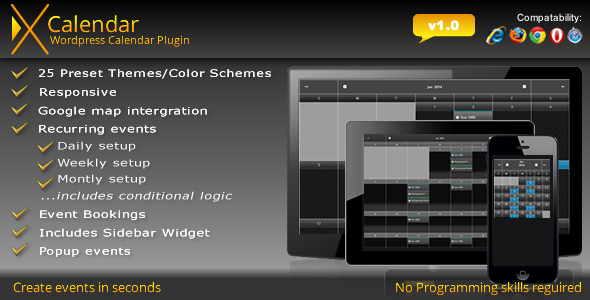 X Calendar
Wordpress Calendar Plugin
v1.0
Compatability:
25 Preset Themes/Color Schemes
Responsive
Google map intergration
Recurring events
Daily setup
Weekly setup
Montly setup
...includes conditional logic
Event Bookings
Includes Sidebar Widget
Popup events
jan, 2014
Create events in seconds
No Programming skills reguired